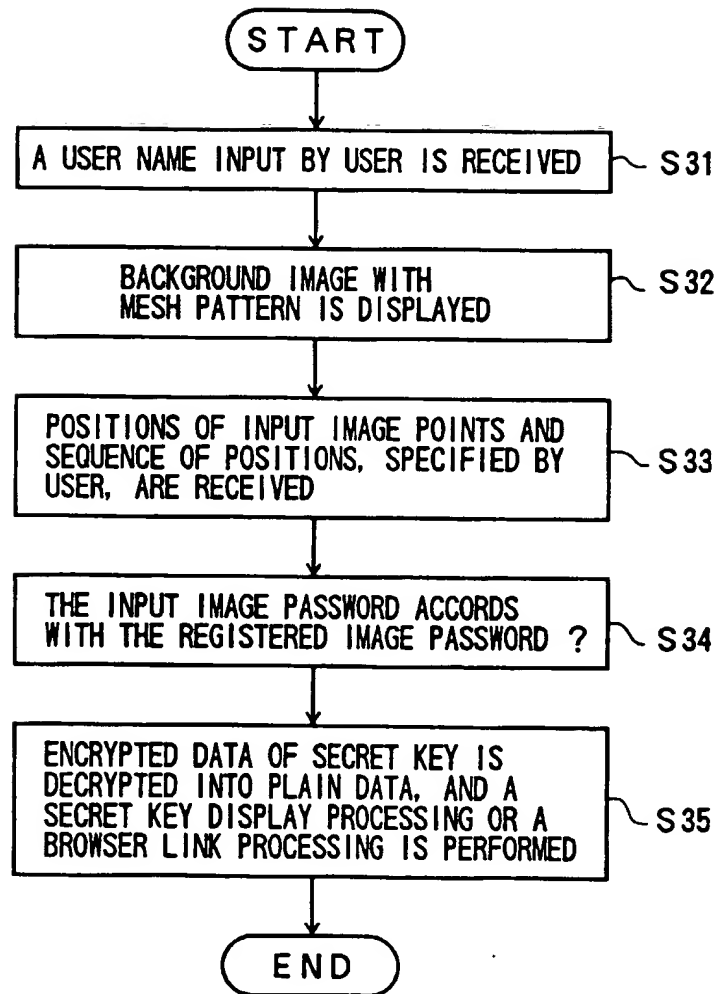 START
A USER NAME INPUT BY USER IS RECEIVED
S31
BACKGROUND IMAGE WITH
MESH PATTERN IS DISPLAYED
S32
POSITIONS OF INPUT IMAGE POINTS AND
SEQUENCE OF POSITIONS, SPECIFIED BY
USER, ARE RECEIVED
S33
THE INPUT IMAGE PASSWORD ACCORDS
WITH THE REGISTERED IMAGE PASSWORD ?
S34
ENCRYPTED DATA OF SECRET KEY IS
DECRYPTED INTO PLAIN DATA, AND A
SECRET KEY DISPLAY PROCESSING OR A
BROWSER LINK PROCESSING IS PERFORMED
S35
END